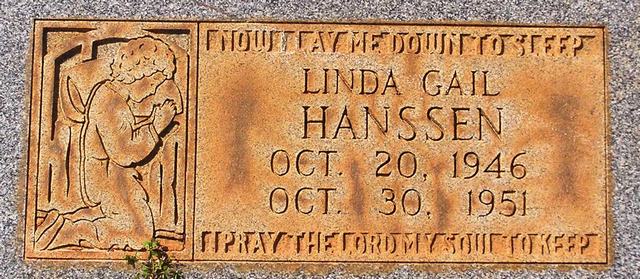 NOW I LAY ME DOWN TO SLEEP
LINDA GAIL
HANSSEN
OCT. 20, 1946
OCT. 30, 1951
I PRAY THE LORD MY SOUL TO KEEP